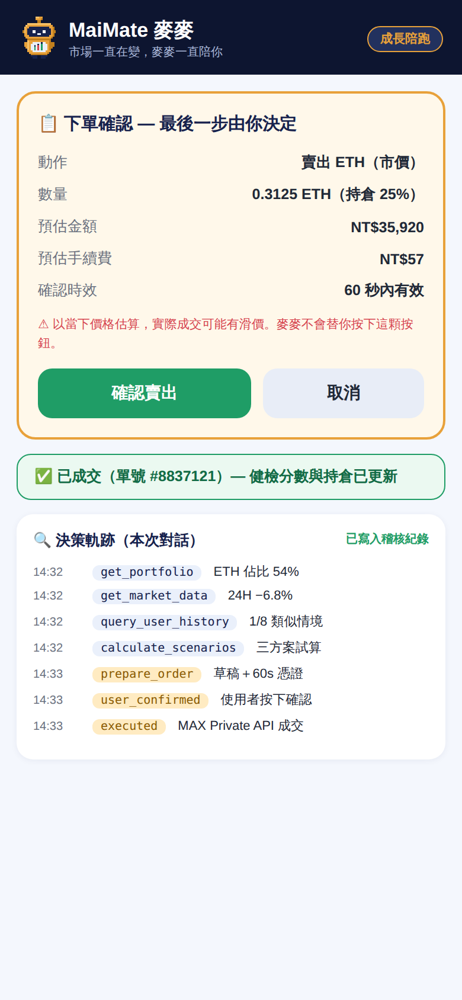 MaiMate 麥麥
市場一直在變，麥麥一直陪你
成長陪跑
📋 下單確認 — 最後一步由你決定
動作 賣出 ETH（市價）
數量 0.3125 ETH（持倉 25%）
預估金額 NT$35,920
預估手續費 NT$57
確認時效 60 秒內有效
⚠ 以當下價格估算，實際成交可能有滑價。麥麥不會替你按下這顆按
鈕。
確認賣出 取消
✅ 已成交（單號 #8837121）— 健檢分數與持倉已更新
🔍 決策軌跡（本次對話） 已寫入稽核紀錄
14:32 get_portfolio ETH 佔比 54%
14:32 get_market_data 24H −6.8%
14:32 query_user_history 1/8 類似情境
14:32 calculate_scenarios 三方案試算
14:33 prepare_order 草稿＋60s 憑證
14:33 user_confirmed 使用者按下確認
14:33 executed MAX Private API 成交